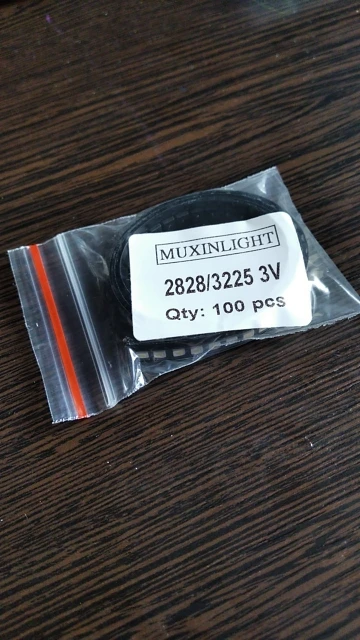 MUXINLIGHT
2828/3225 3V
Qty: 100 pcs